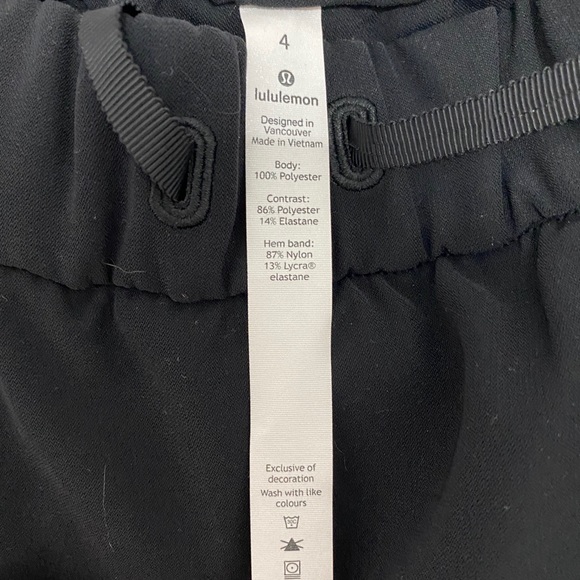 4
lululemon
Designed in
Vancouver
Made in Vietnam
Body:
100% Polyester
Contrast:
86% Polyester
14% Elastane
Hem band:
87% Nylon
13% Lycra®
elastane
Exclusive of
decoration
Wash with like
colours
30C